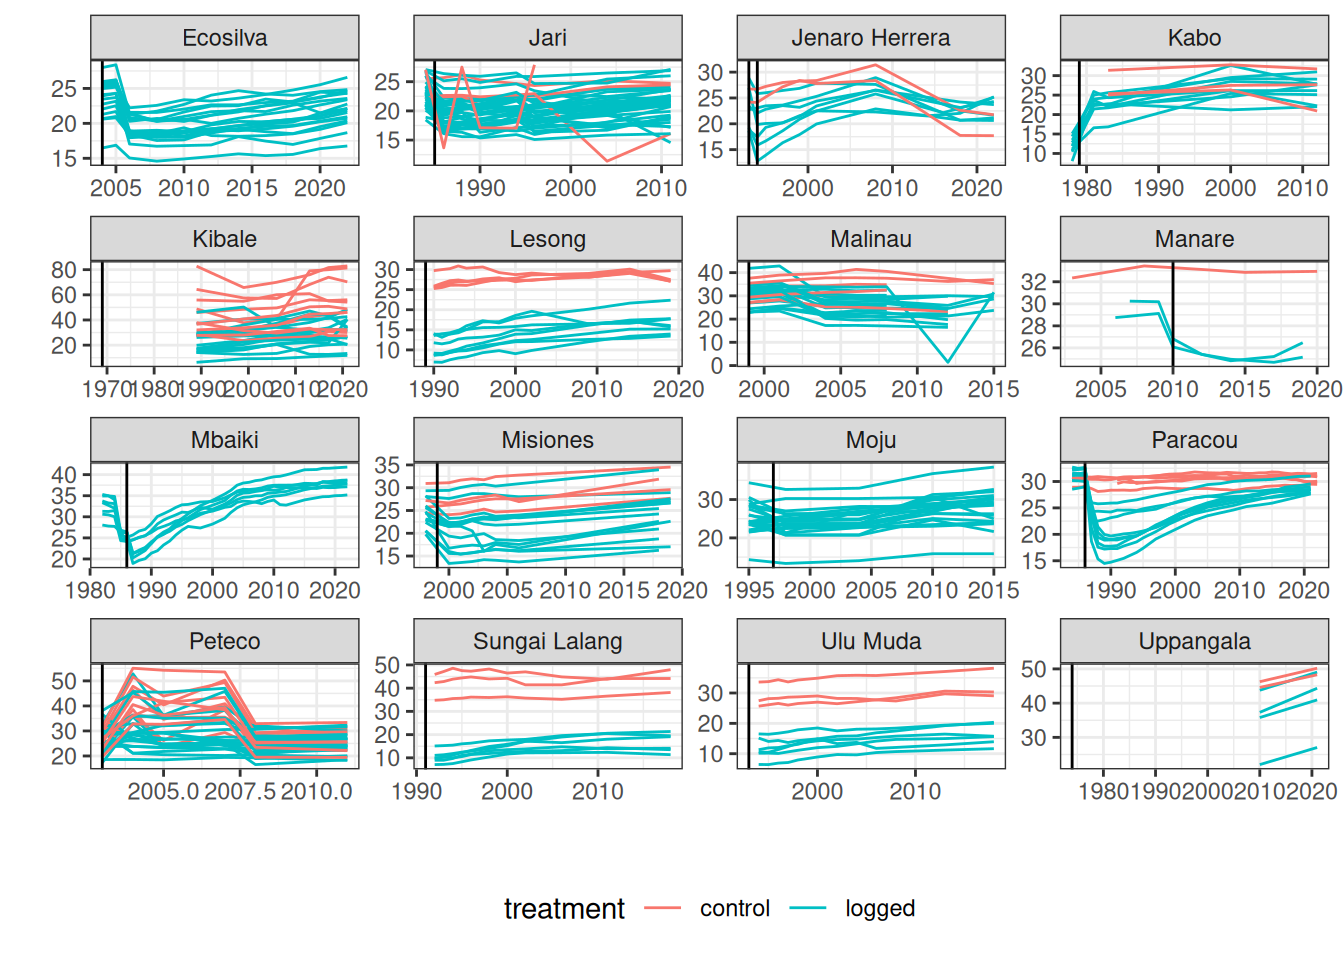 Ecosilva Jari Jenaro Herrera Kabo
25 20 15 25 20 15 30 25 20 15 30 25 20 15 10
2005 2010 2015 2020 1990 2000 2010 2000 2010 2020 1980 1990 2000 2010
Kibale Lesong Malinau Manare
80 60 40 20 30 25 20 15 10 40 30 20 10 0 32 30 28 26
1970 1980 1990 2000 2010 2020 1990 2000 2010 2020 2000 2005 2010 2015 2005 2010 2015 2020
Mbaiki Misiones Moju Paracou
40 35 30 25 20 35 30 25 20 15 30 20 30 25 20 15
1980 1990 2000 2010 2020 2000 2005 2010 2015 2020 1995 2000 2005 2010 2015 1990 2000 2010 2020
Peteco Sungai Lalang Ulu Muda Uppangala
50 40 30 20 50 40 30 20 10 30 20 10 50 40 30
2005.0 2007.5 2010.0 1990 2000 2010 2000 2010 1980 1990 2000 2010 2020
treatment control logged